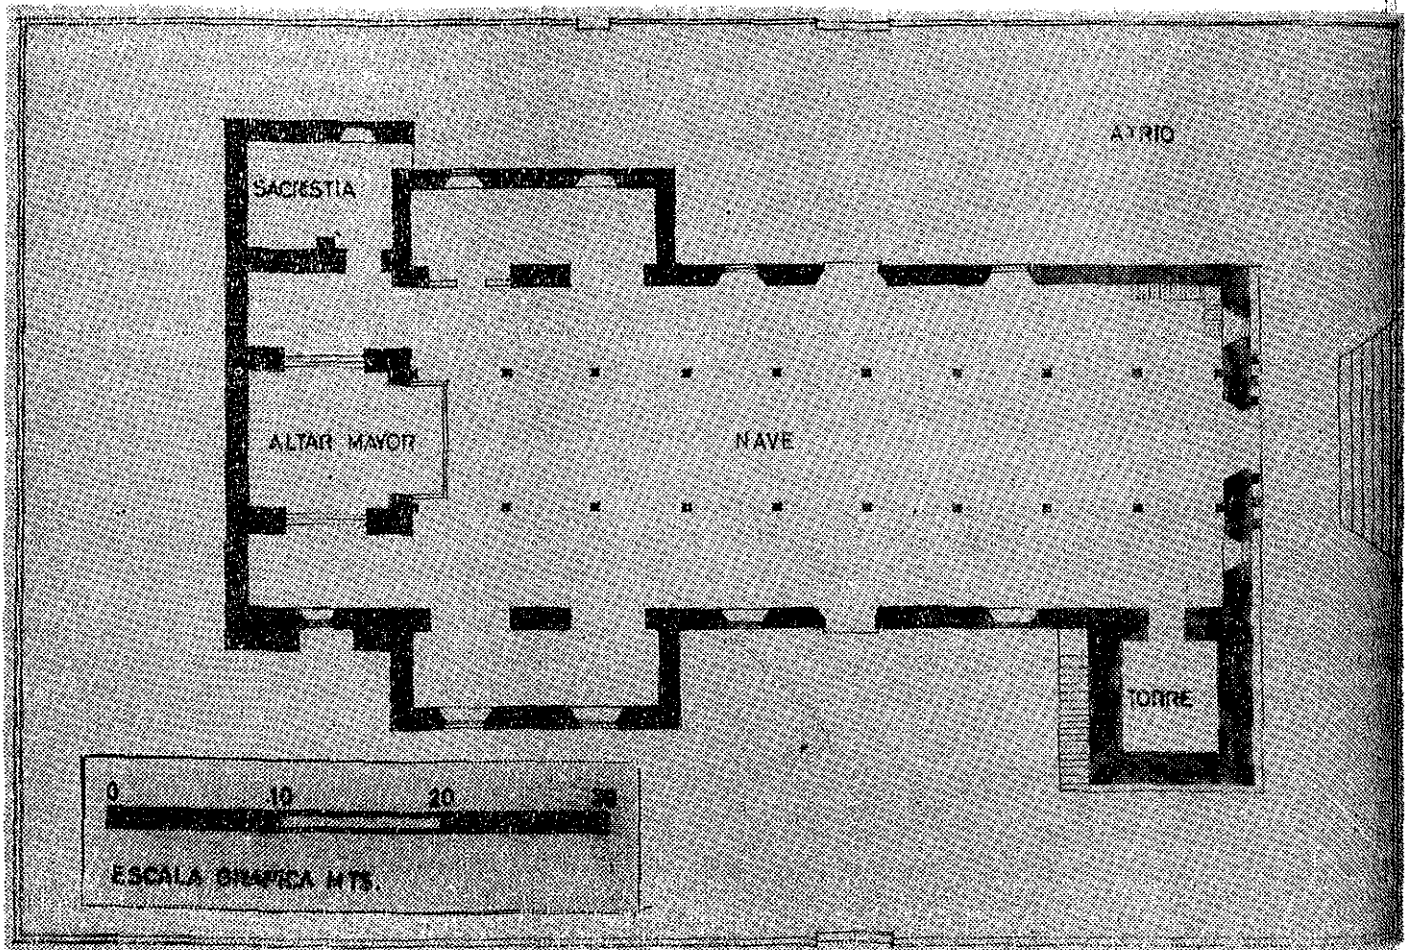 ATRIO
SACRISTIA
ALTAR MAYOR
NAVE
TORRE
0 10 20 30
ESCALA GRAFICA MTS.